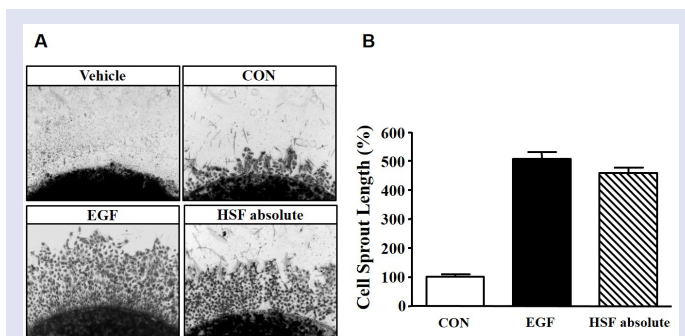 A
B
Vehicle
CON
EGF
HSF absolute
Cell Sprout Length (%)
600
500
400
300
200
100
0
CON
EGF
HSF absolute